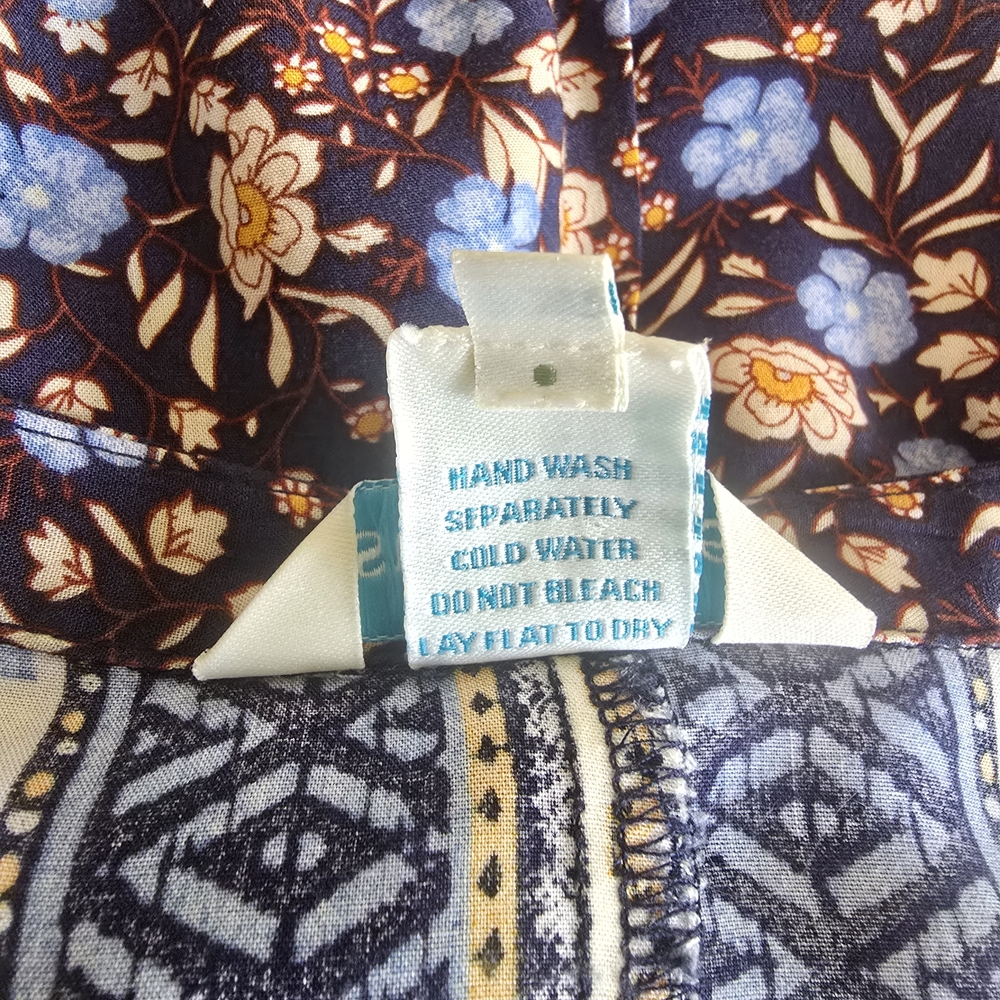 HAND WASH
SEPARATELY
COLD WATER
DO NOT BLEACH
LAY FLAT TO DRY